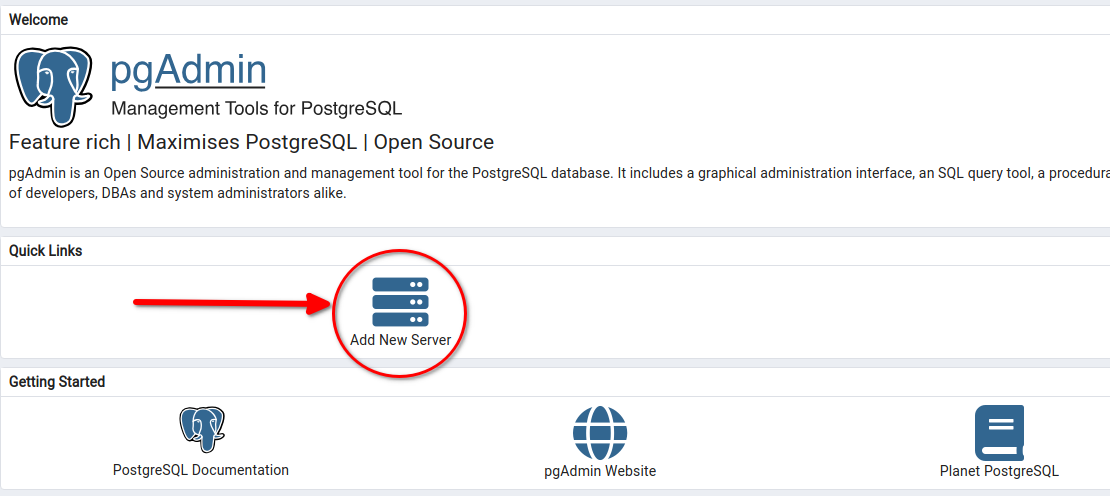 Welcome
pgAdmin
Management Tools for PostgreSQL
Feature rich | Maximises PostgreSQL | Open Source
pgAdmin is an Open Source administration and management tool for the PostgreSQL database. It includes a graphical administration interface, an SQL query tool, a procedura
of developers, DBAs and system administrators alike.
Quick Links
Add New Server
Getting Started
PostgreSQL Documentation
pgAdmin Website
Planet PostgreSQL